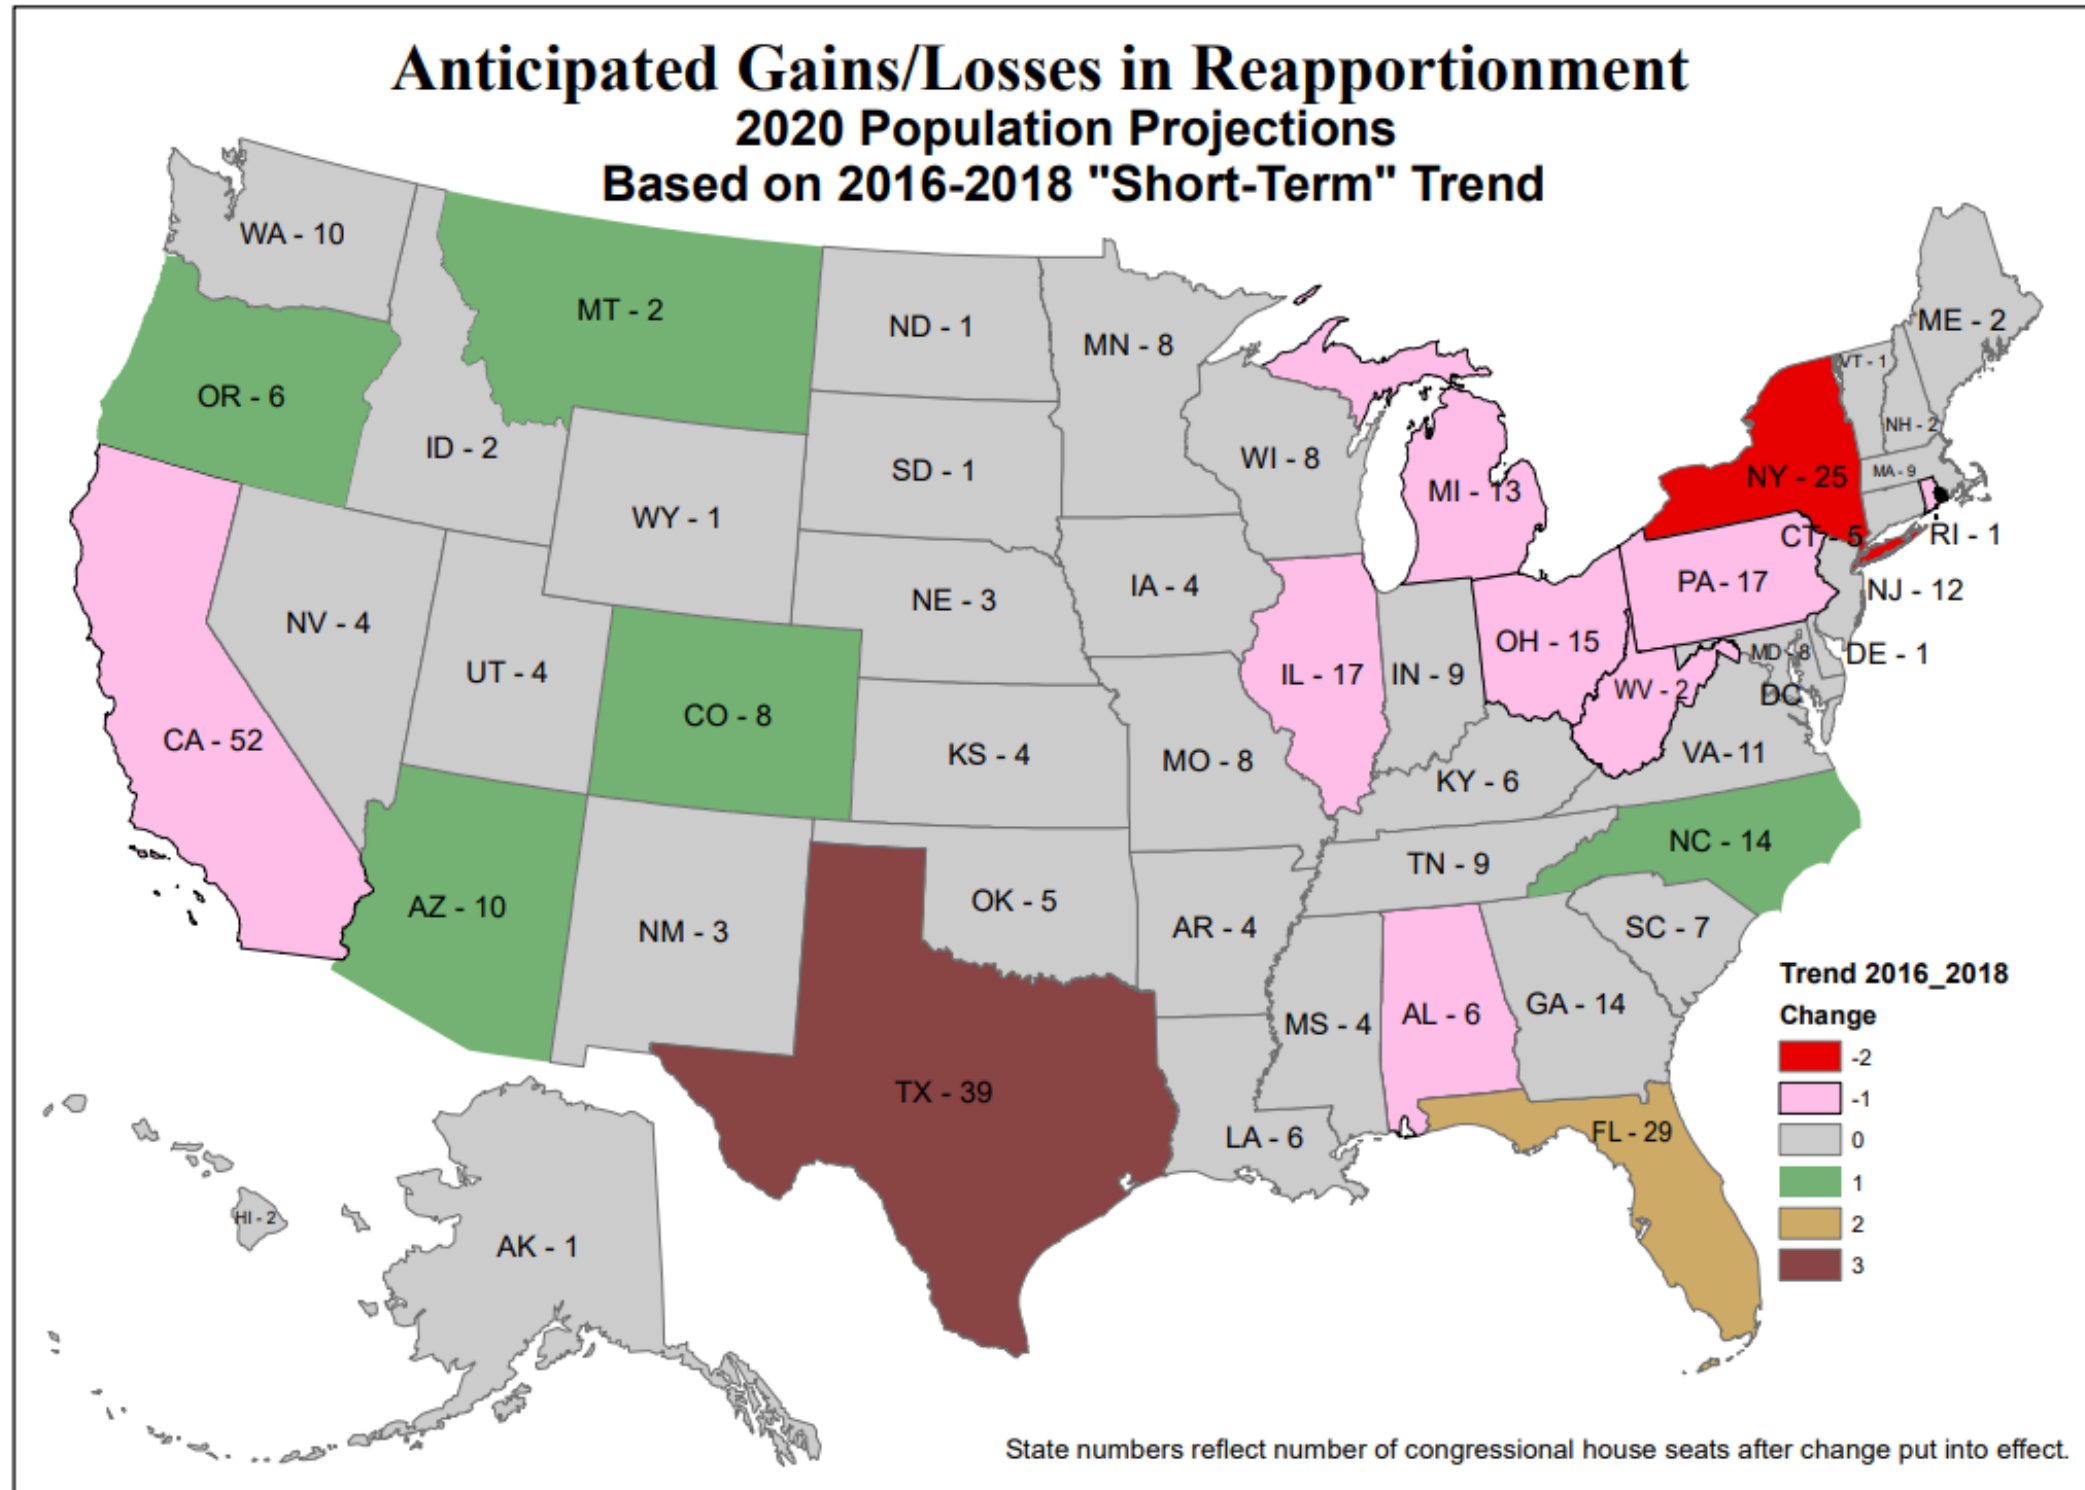 Anticipated Gains/Losses in Reapportionment
2020 Population Projections
Based on 2016-2018 "Short-Term" Trend
WA - 10
MT - 2
ND - 1
MN - 8
ME - 2
VT - 1
NH - 2
OR - 6
ID - 2
SD - 1
WI - 8
MI - 13
NY - 25
MA - 9
WY - 1
CT - 5
RI - 1
NE - 3
IA - 4
PA - 17
NJ - 12
NV - 4
UT - 4
CO - 8
IL - 17
IN - 9
OH - 15
WV - 2
MD - 8
DE - 1
DC
CA - 52
KS - 4
MO - 8
KY - 6
VA - 11
AZ - 10
NM - 3
OK - 5
AR - 4
TN - 9
NC - 14
SC - 7
MS - 4
AL - 6
GA - 14
TX - 39
LA - 6
FL - 29
HI - 2
AK - 1
Trend 2016_2018
Change
-2
-1
0
1
2
3
State numbers reflect number of congressional house seats after change put into effect.